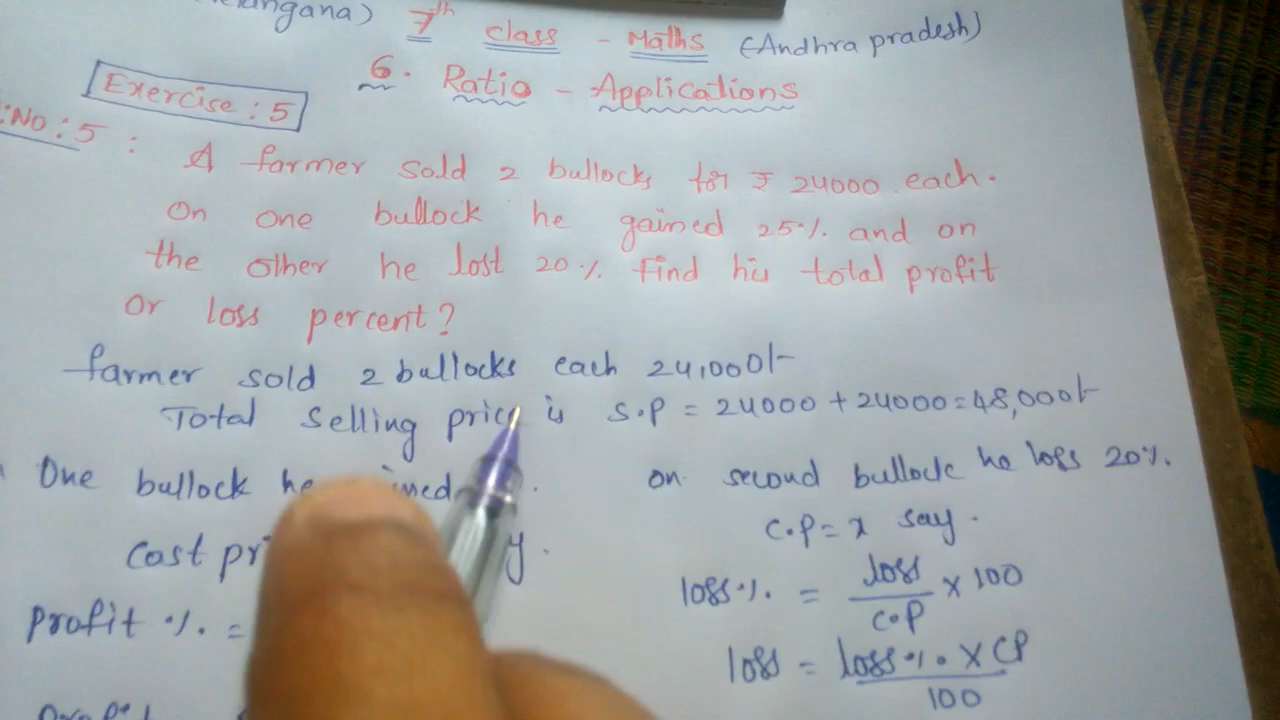 7th class - Maths (Andhra pradesh)
6. Ratio - Applications
Exercise : 5
:No : 5 : A farmer sold 2 bullocks for ₹ 24000 each.
On one bullock he gained 25% and on
the other he lost 20% Find his total profit
Or loss percent?
farmer sold 2 bullocks each 24,000/-
Total selling price is S.P = 24000 + 24000 = 48,000/-
One bullock he
on second bullock he loss 20%.
Cost
C.P = x say.
Profit % =
loss % = loss/C.P × 100
loss = loss % × CP / 100